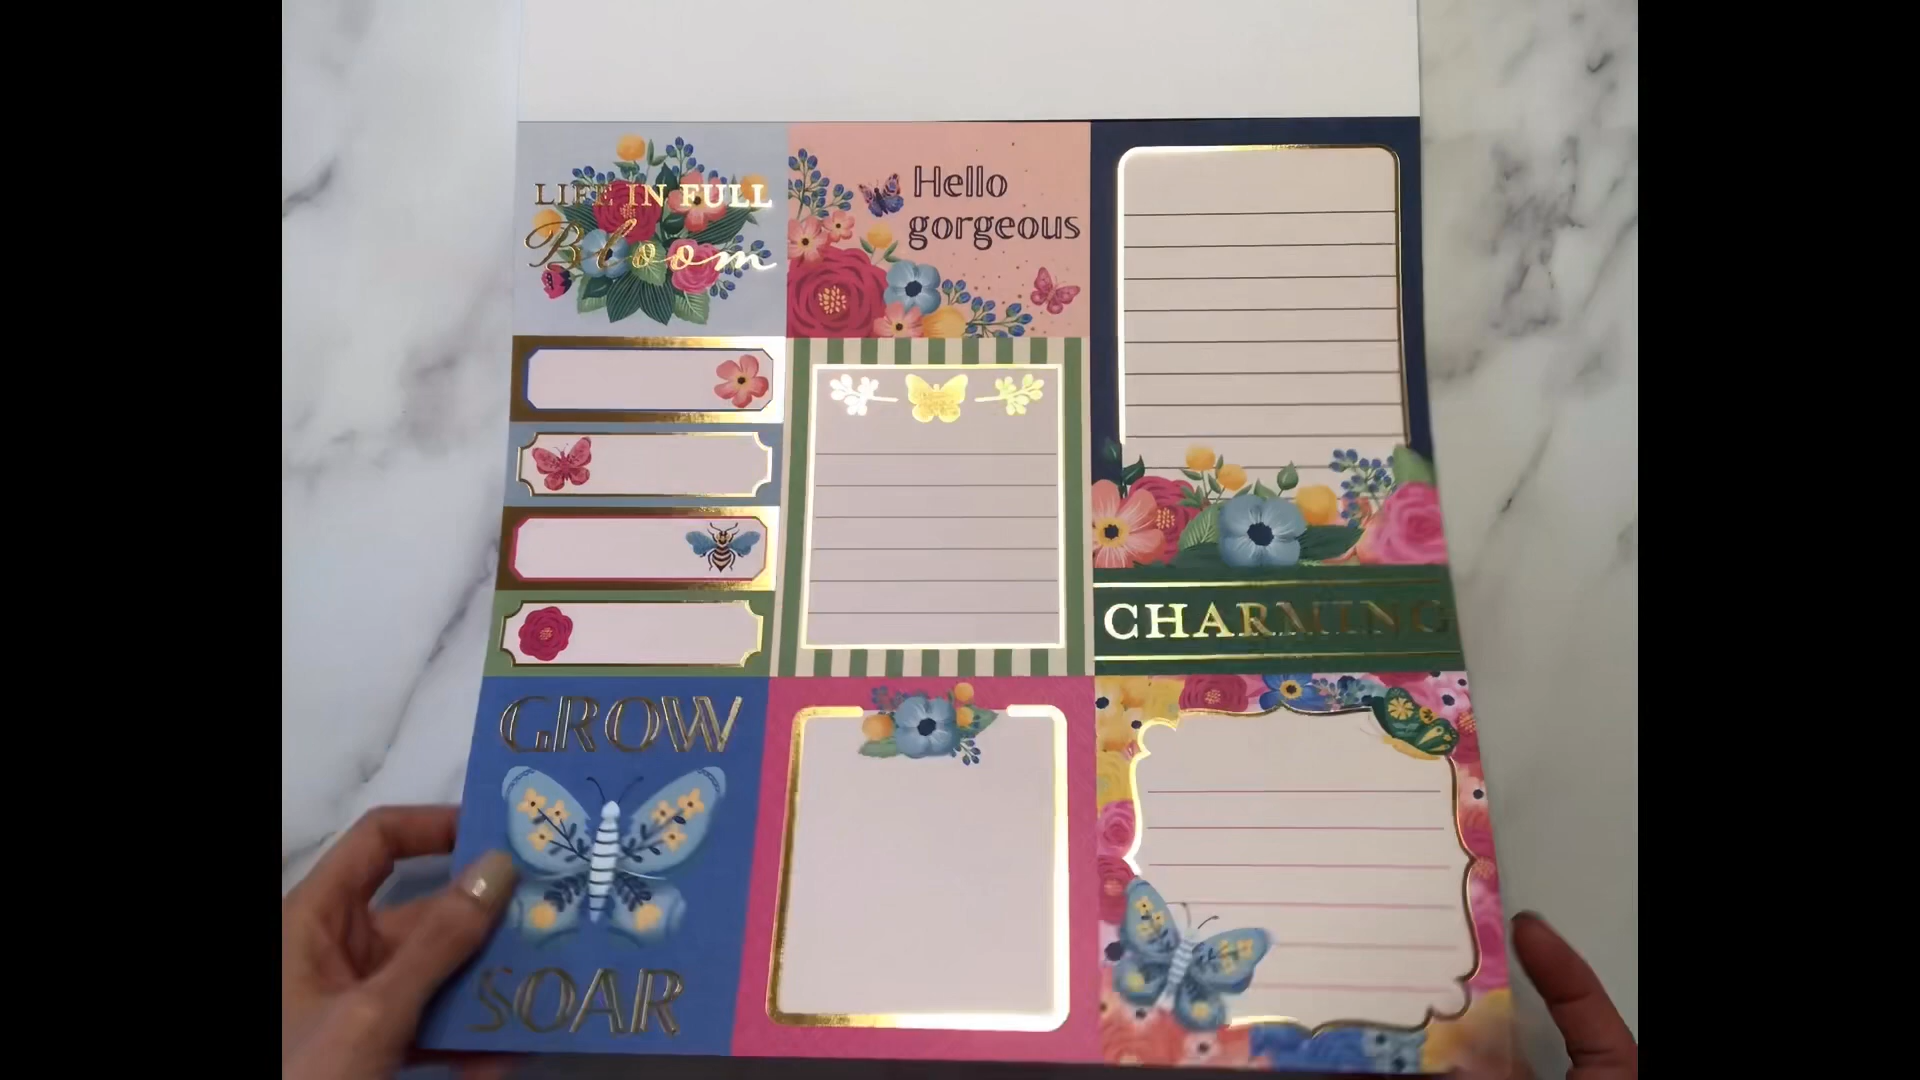 LIFE IN FULL
Bloom
Hello
gorgeous
CHARMING
GROW
SOAR